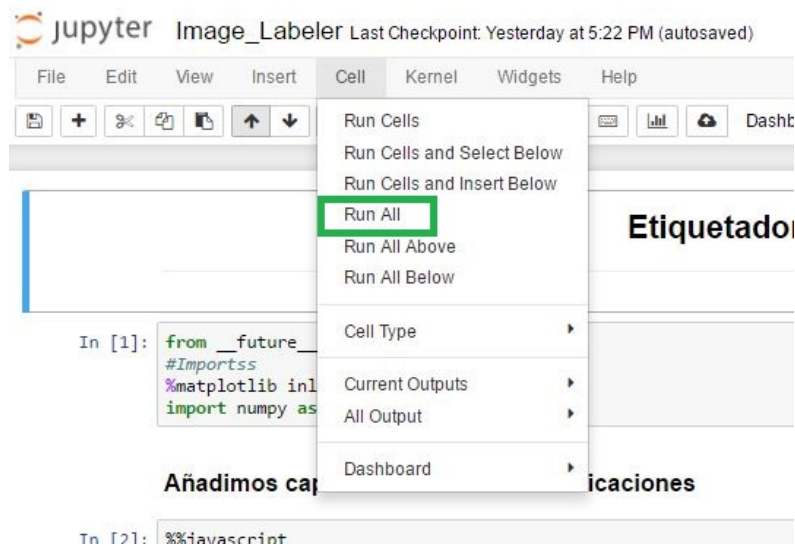 jupyter Image_Labeler Last Checkpoint: Yesterday at 5:22 PM (autosaved)
File Edit View Insert Cell Kernel Widgets Help
Dashb
Run Cells
Run Cells and Select Below
Run Cells and Insert Below
Run All
Run All Above
Run All Below
Cell Type
Current Outputs
All Output
Dashboard
Etiquetador
In [1]: from __future__
#Importss
%matplotlib inl
import numpy as
Añadimos cap icaciones
In [2]: %%javascript